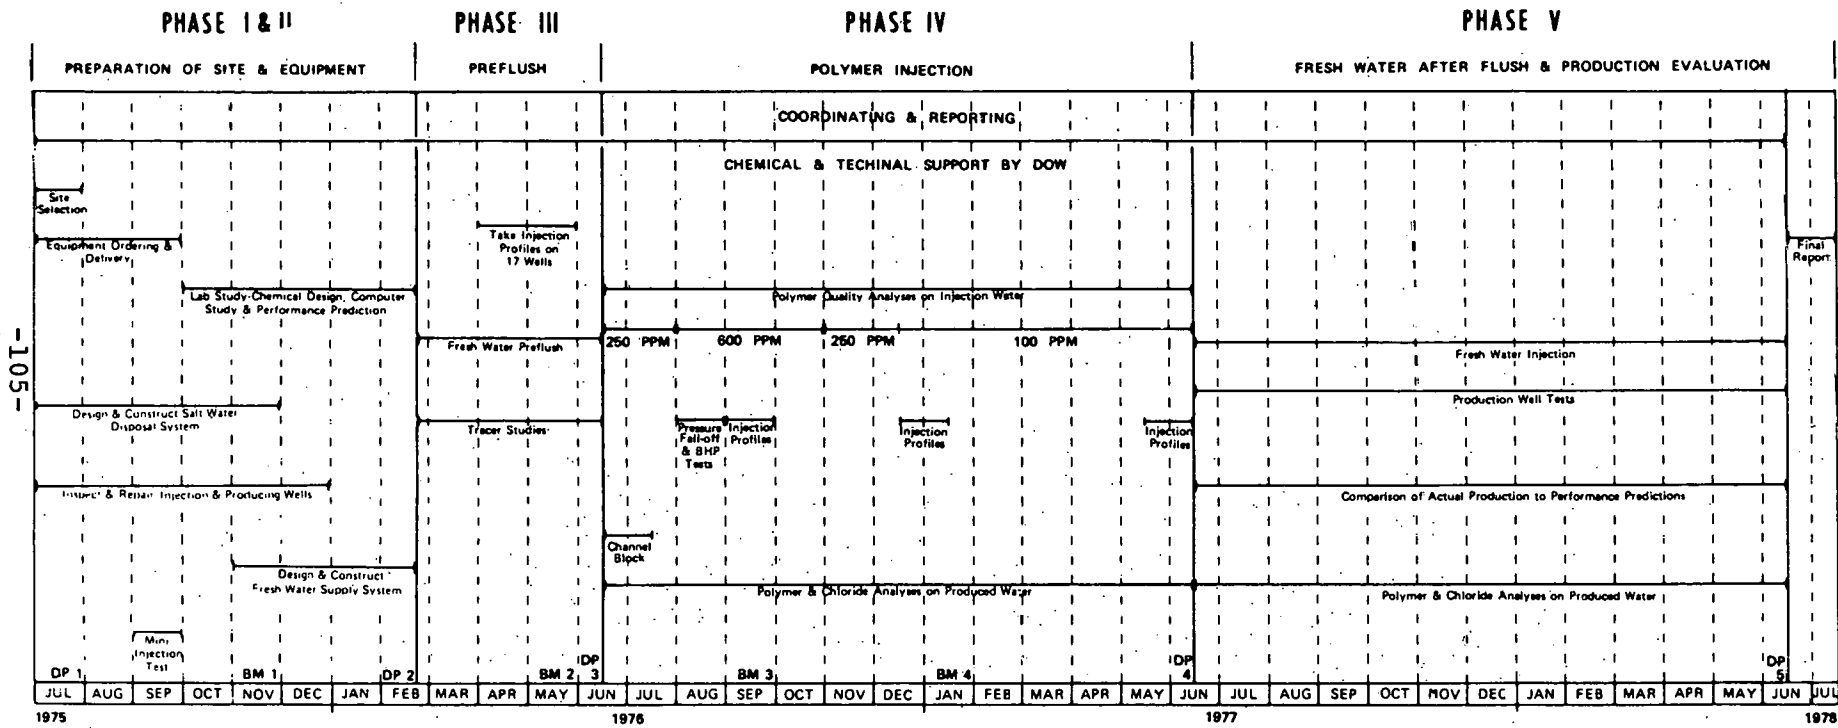 PHASE I & II
PHASE III
PHASE IV
PHASE V
PREPARATION OF SITE & EQUIPMENT
PREFLUSH
POLYMER INJECTION
FRESH WATER AFTER FLUSH & PRODUCTION EVALUATION
COORDINATING & REPORTING
CHEMICAL & TECHINAL SUPPORT BY DOW
Site
Selection
Equipment Ordering &
Delivery
Take Injection
Profiles on
17 Wells
Final
Report
Lab Study-Chemical Design, Computer
Study & Performance Prediction
Polymer Quality Analyses on Injection Water
Fresh Water Preflush
250 PPM
600 PPM
250 PPM
100 PPM
Fresh Water Injection
Production Well Tests
Design & Construct Salt Water
Disposal System
Tracer Studies
Pressure
Fall-off
& BHP
Tests
Injection
Profiles
Injection
Profiles
Injection
Profiles
Inspect & Repair Injection & Producing Wells
Comparison of Actual Production to Performance Predictions
Channel
Block
Design & Construct
Fresh Water Supply System
Polymer & Chloride Analyses on Produced Water
Polymer & Chloride Analyses on Produced Water
Mini
Injection
Test
DP 1
BM 1
DP 2
BM 2
DP
3
BM 3
BM 4
DP
4
DP
5
JUL AUG SEP OCT NOV DEC JAN FEB MAR APR MAY JUN JUL AUG SEP OCT NOV DEC JAN FEB MAR APR MAY JUN JUL AUG SEP OCT NOV DEC JAN FEB MAR APR MAY JUN JUL
1975
1976
1977
1978
-105-